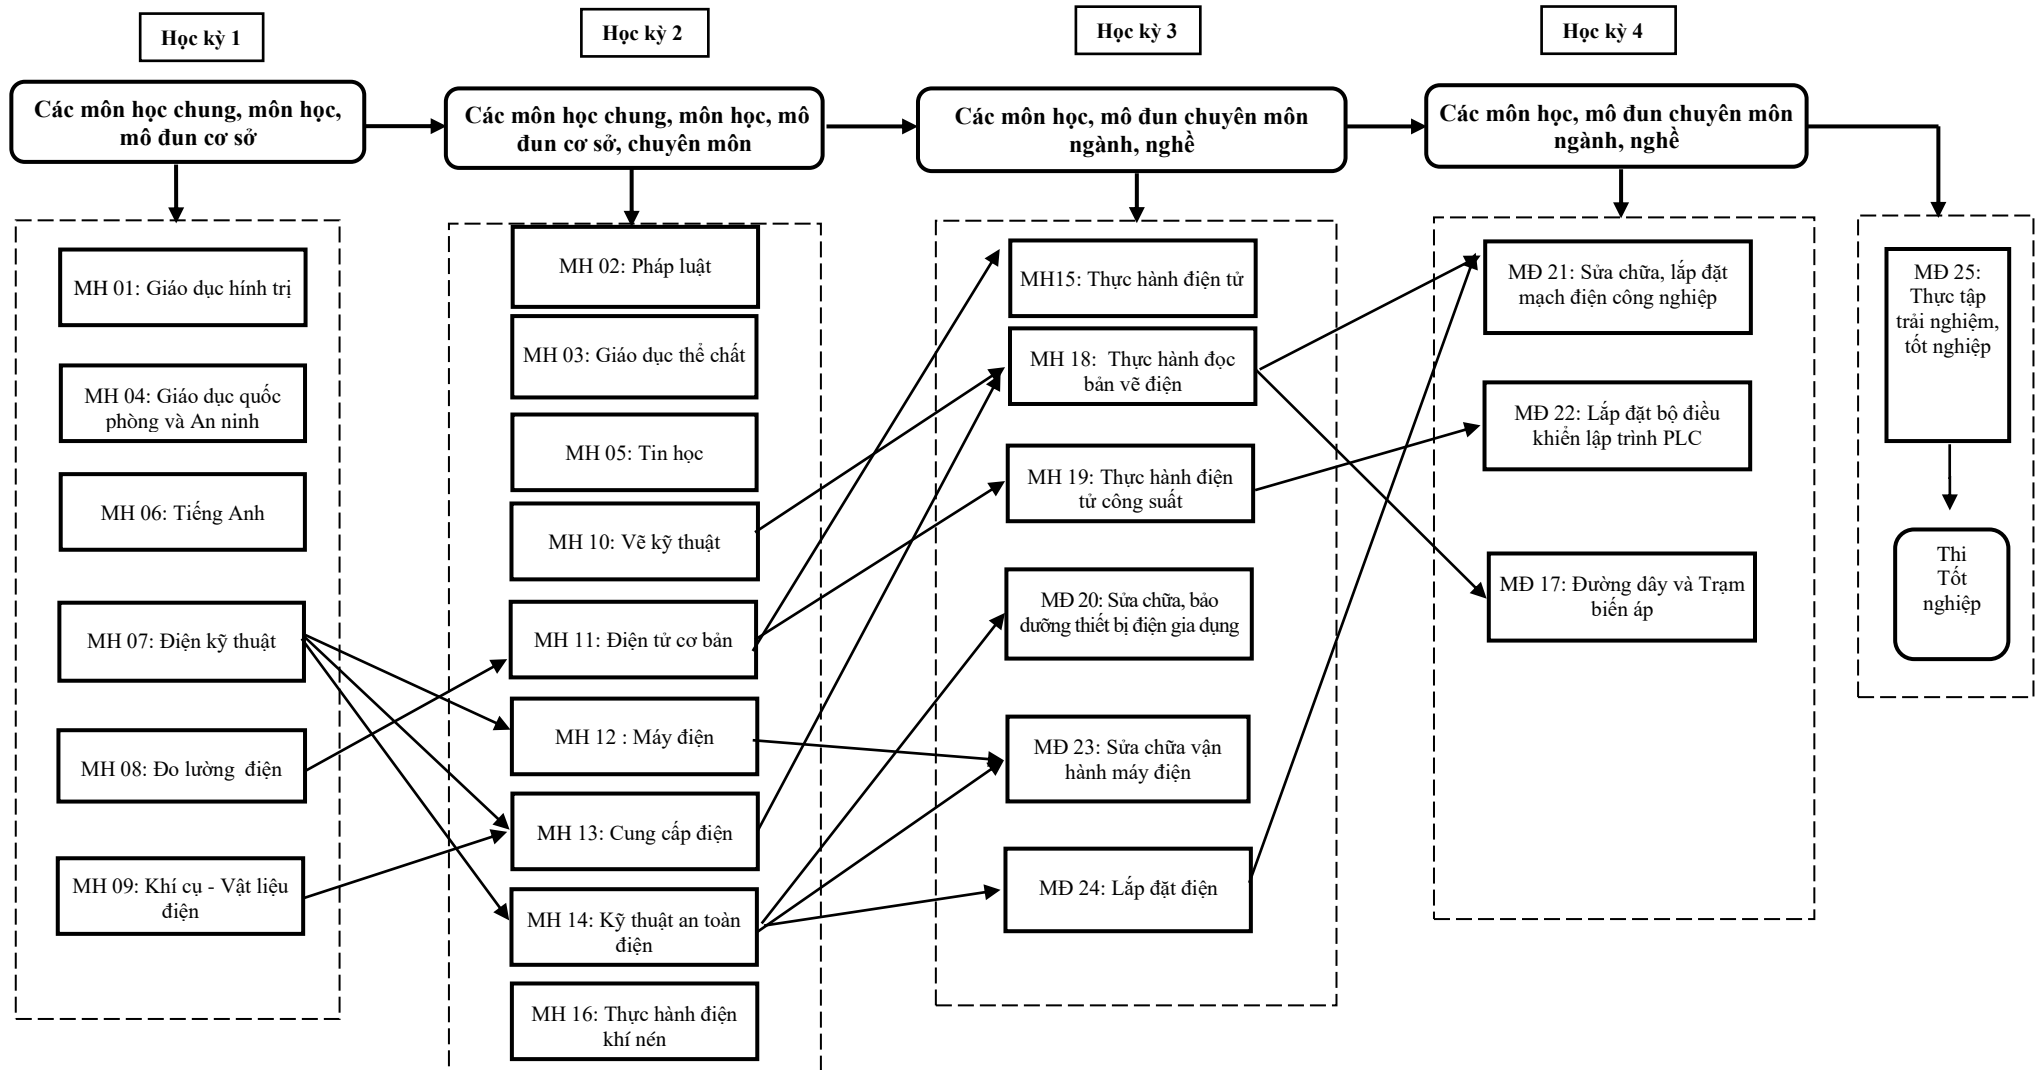 Học kỳ 1
Học kỳ 2
Học kỳ 3
Học kỳ 4
Các môn học chung, môn học,
mô đun cơ sở
Các môn học chung, môn học, mô
đun cơ sở, chuyên môn
Các môn học, mô đun chuyên môn
ngành, nghề
Các môn học, mô đun chuyên môn
ngành, nghề
MH 01: Giáo dục hính trị
MH 04: Giáo dục quốc
phòng và An ninh
MH 06: Tiếng Anh
MH 07: Điện kỹ thuật
MH 08: Đo lường điện
MH 09: Khí cụ - Vật liệu
điện
MH 02: Pháp luật
MH 03: Giáo dục thể chất
MH 05: Tin học
MH 10: Vẽ kỹ thuật
MH 11: Điện tử cơ bản
MH 12 : Máy điện
MH 13: Cung cấp điện
MH 14: Kỹ thuật an toàn
điện
MH 16: Thực hành điện
khí nén
MH15: Thực hành điện tử
MH 18: Thực hành đọc
bản vẽ điện
MH 19: Thực hành điện
tử công suất
MĐ 20: Sửa chữa, bảo
dưỡng thiết bị điện gia dụng
MĐ 23: Sửa chữa vận
hành máy điện
MĐ 24: Lắp đặt điện
MĐ 21: Sửa chữa, lắp đặt
mạch điện công nghiệp
MĐ 22: Lắp đặt bộ điều
khiển lập trình PLC
MĐ 17: Đường dây và Trạm
biến áp
MĐ 25:
Thực tập
trải nghiệm,
tốt nghiệp
Thi
Tốt
nghiệp